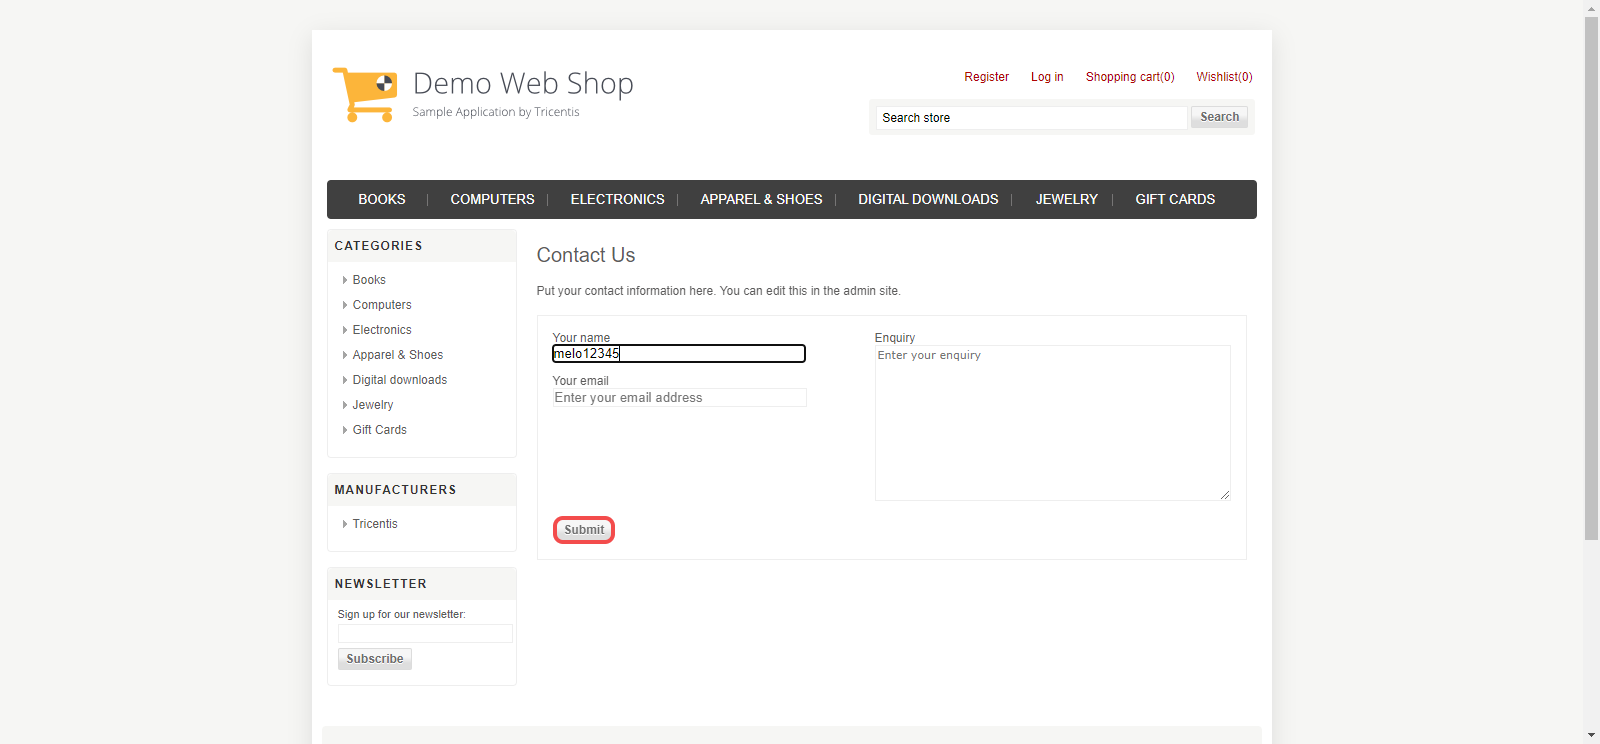 Demo Web Shop
Sample Application by Tricentis
Register Log in Shopping cart(0) Wishlist(0)
Search store Search
BOOKS COMPUTERS ELECTRONICS APPAREL & SHOES DIGITAL DOWNLOADS JEWELRY GIFT CARDS
CATEGORIES
Books
Computers
Electronics
Apparel & Shoes
Digital downloads
Jewelry
Gift Cards
MANUFACTURERS
Tricentis
NEWSLETTER
Sign up for our newsletter:
Subscribe
Contact Us
Put your contact information here. You can edit this in the admin site.
Your name
melo12345
Your email
Enter your email address
Enquiry
Enter your enquiry
Submit